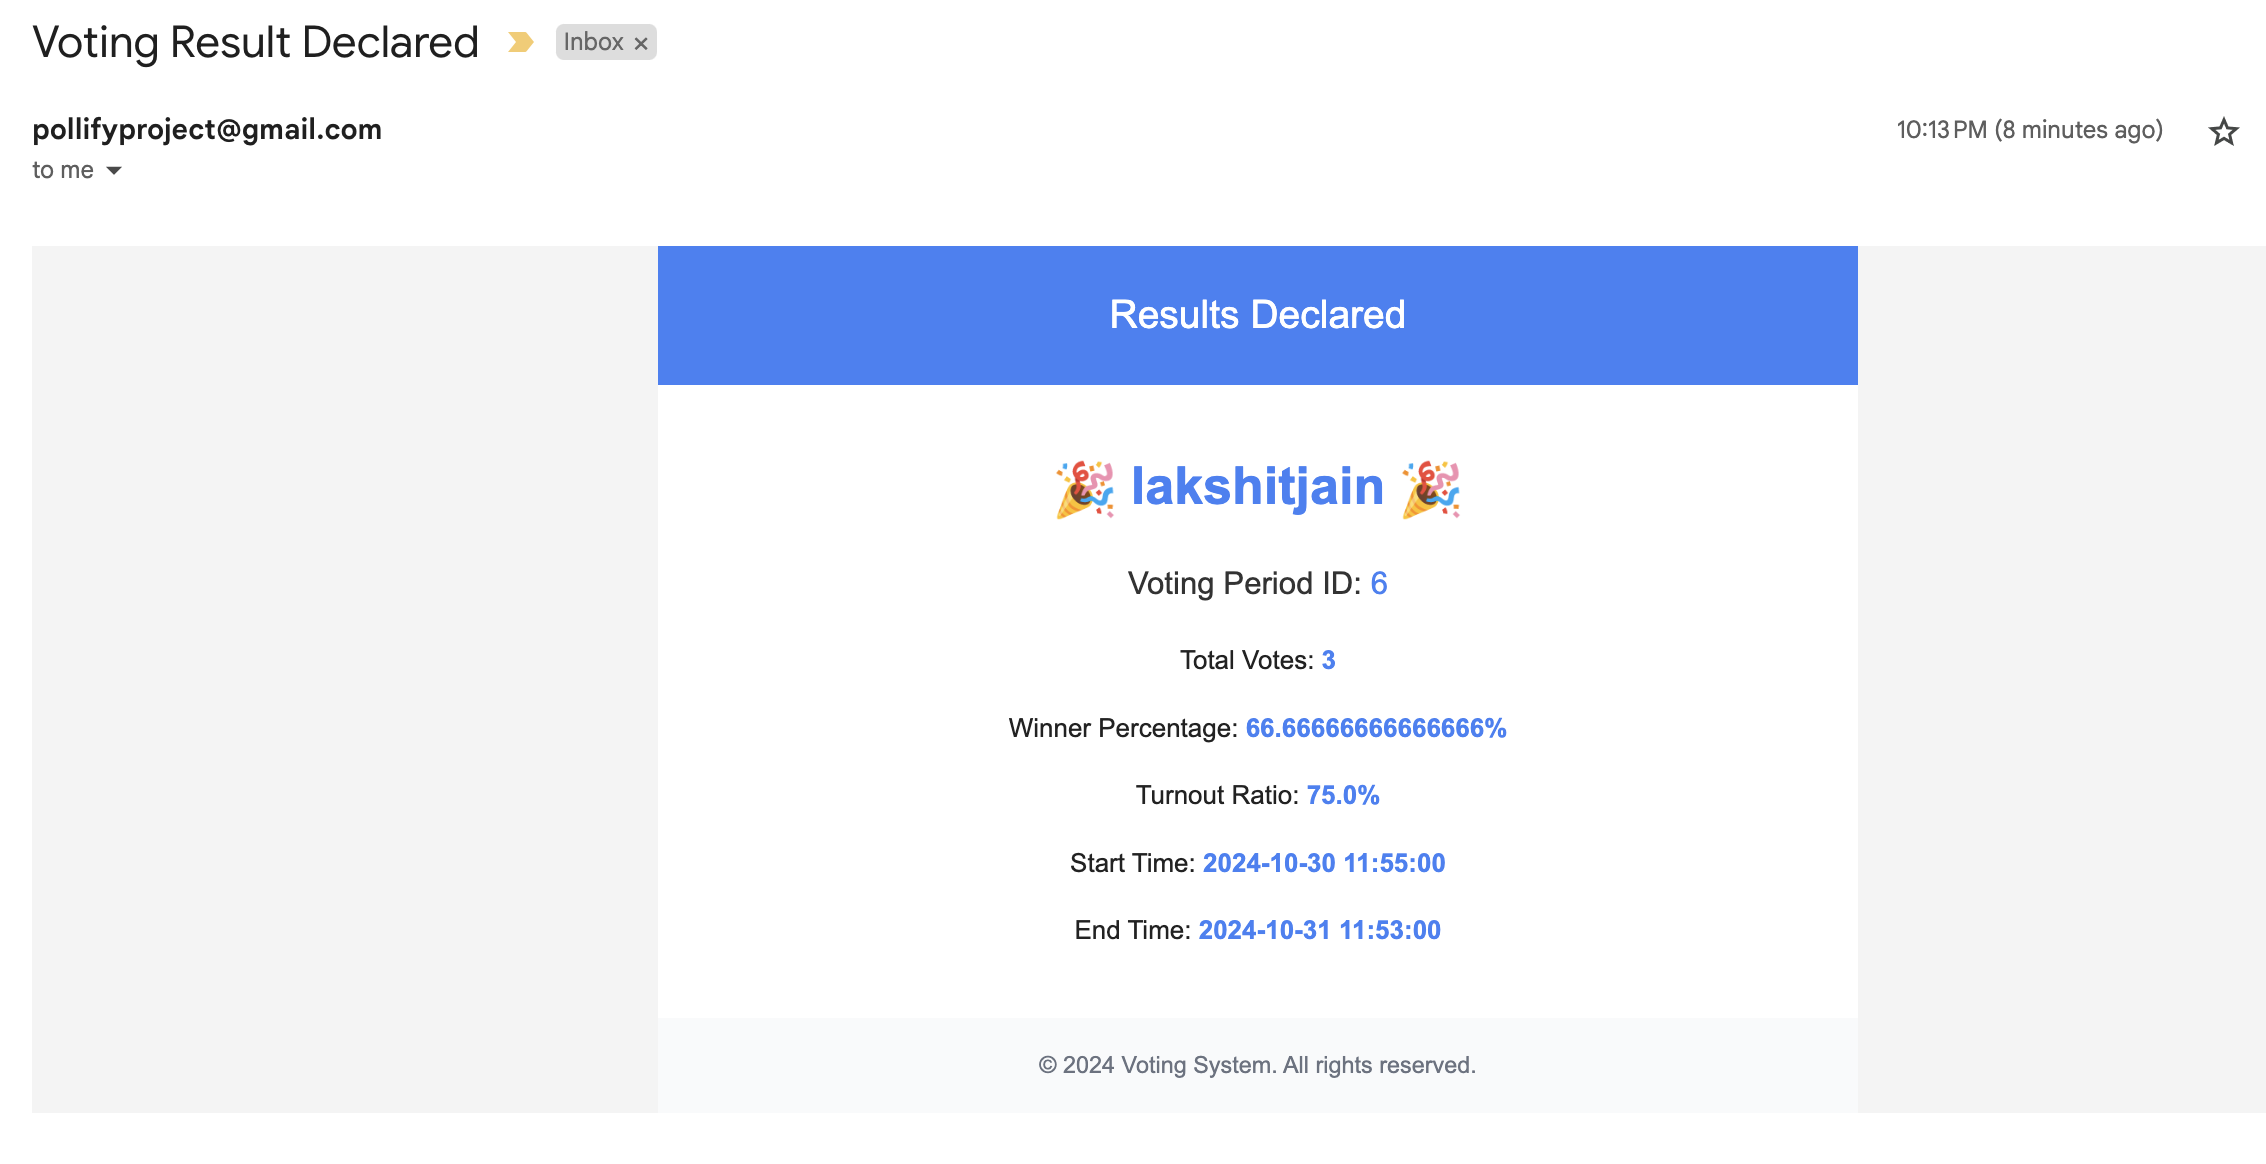 Voting Result Declared Inbox ×
pollifyproject@gmail.com 10:13 PM (8 minutes ago)
to me
Results Declared
🎉 lakshitjain 🎉
Voting Period ID: 6
Total Votes: 3
Winner Percentage: 66.66666666666666%
Turnout Ratio: 75.0%
Start Time: 2024-10-30 11:55:00
End Time: 2024-10-31 11:53:00
© 2024 Voting System. All rights reserved.